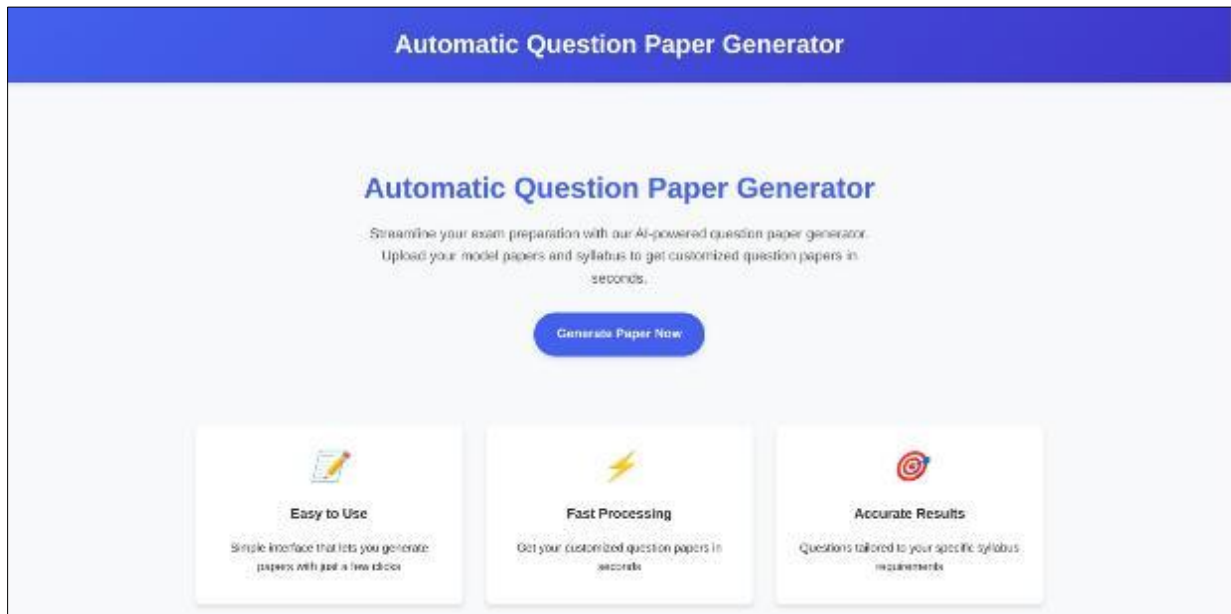 Automatic Question Paper Generator
Automatic Question Paper Generator
Streamline your exam preparation with our AI-powered question paper generator.
Upload your model papers and syllabus to get customized question papers in
seconds.
Generate Paper Now
Easy to Use
Simple interface that lets you generate
papers with just a few clicks
Fast Processing
Get your customized question papers in
seconds
Accurate Results
Questions tailored to your specific syllabus
requirements